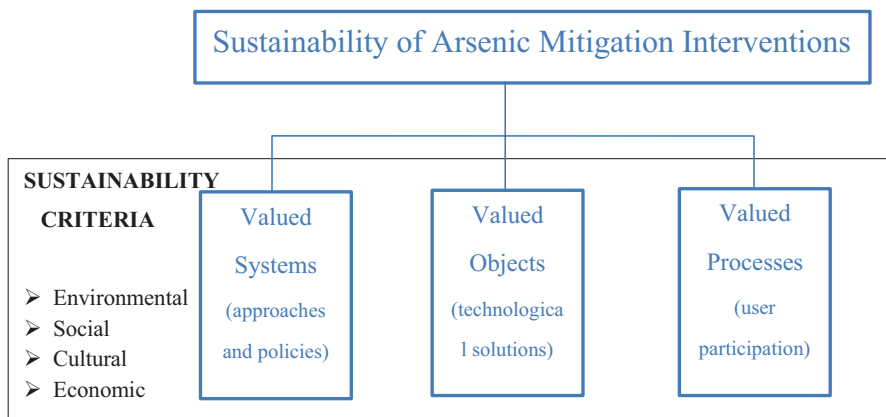 Sustainability of Arsenic Mitigation Interventions
SUSTAINABILITY
CRITERIA
➢ Environmental
➢ Social
➢ Cultural
➢ Economic
Valued
Systems
(approaches
and policies)
Valued
Objects
(technologica
l solutions)
Valued
Processes
(user
participation)